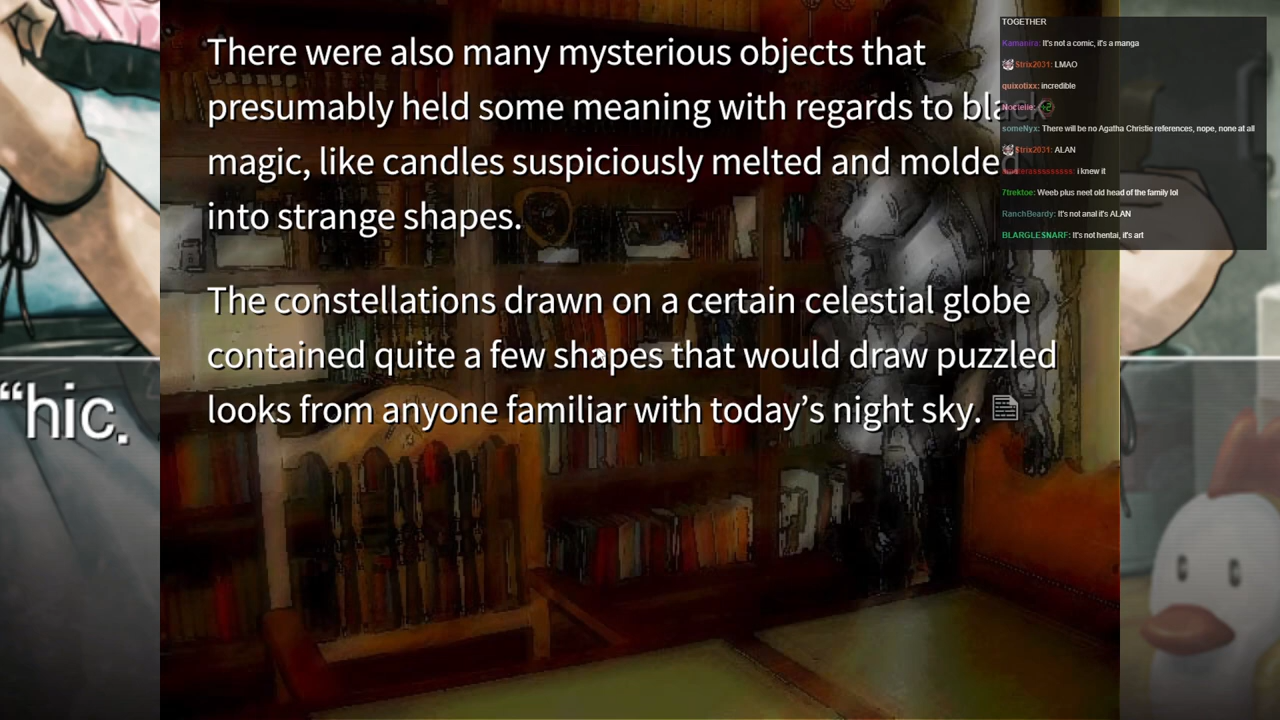 There were also many mysterious objects that
presumably held some meaning with regards to black
magic, like candles suspiciously melted and molded
into strange shapes.
The constellations drawn on a certain celestial globe
contained quite a few shapes that would draw puzzled
looks from anyone familiar with today's night sky.
“hic.
TOGETHER
Kamanira: It's not a comic, it's a manga
Strix2031: LMAO
quixotixx: incredible
Noctelle: +2
someNyx: There will be no Agatha Christie references, nope, none at all
Strix2031: ALAN
i knew it
7trektoe: Weeb plus neet old head of the family lol
RanchBeardy: It's not anal it's ALAN
BLARGLESNARF: It's not hentai, it's art